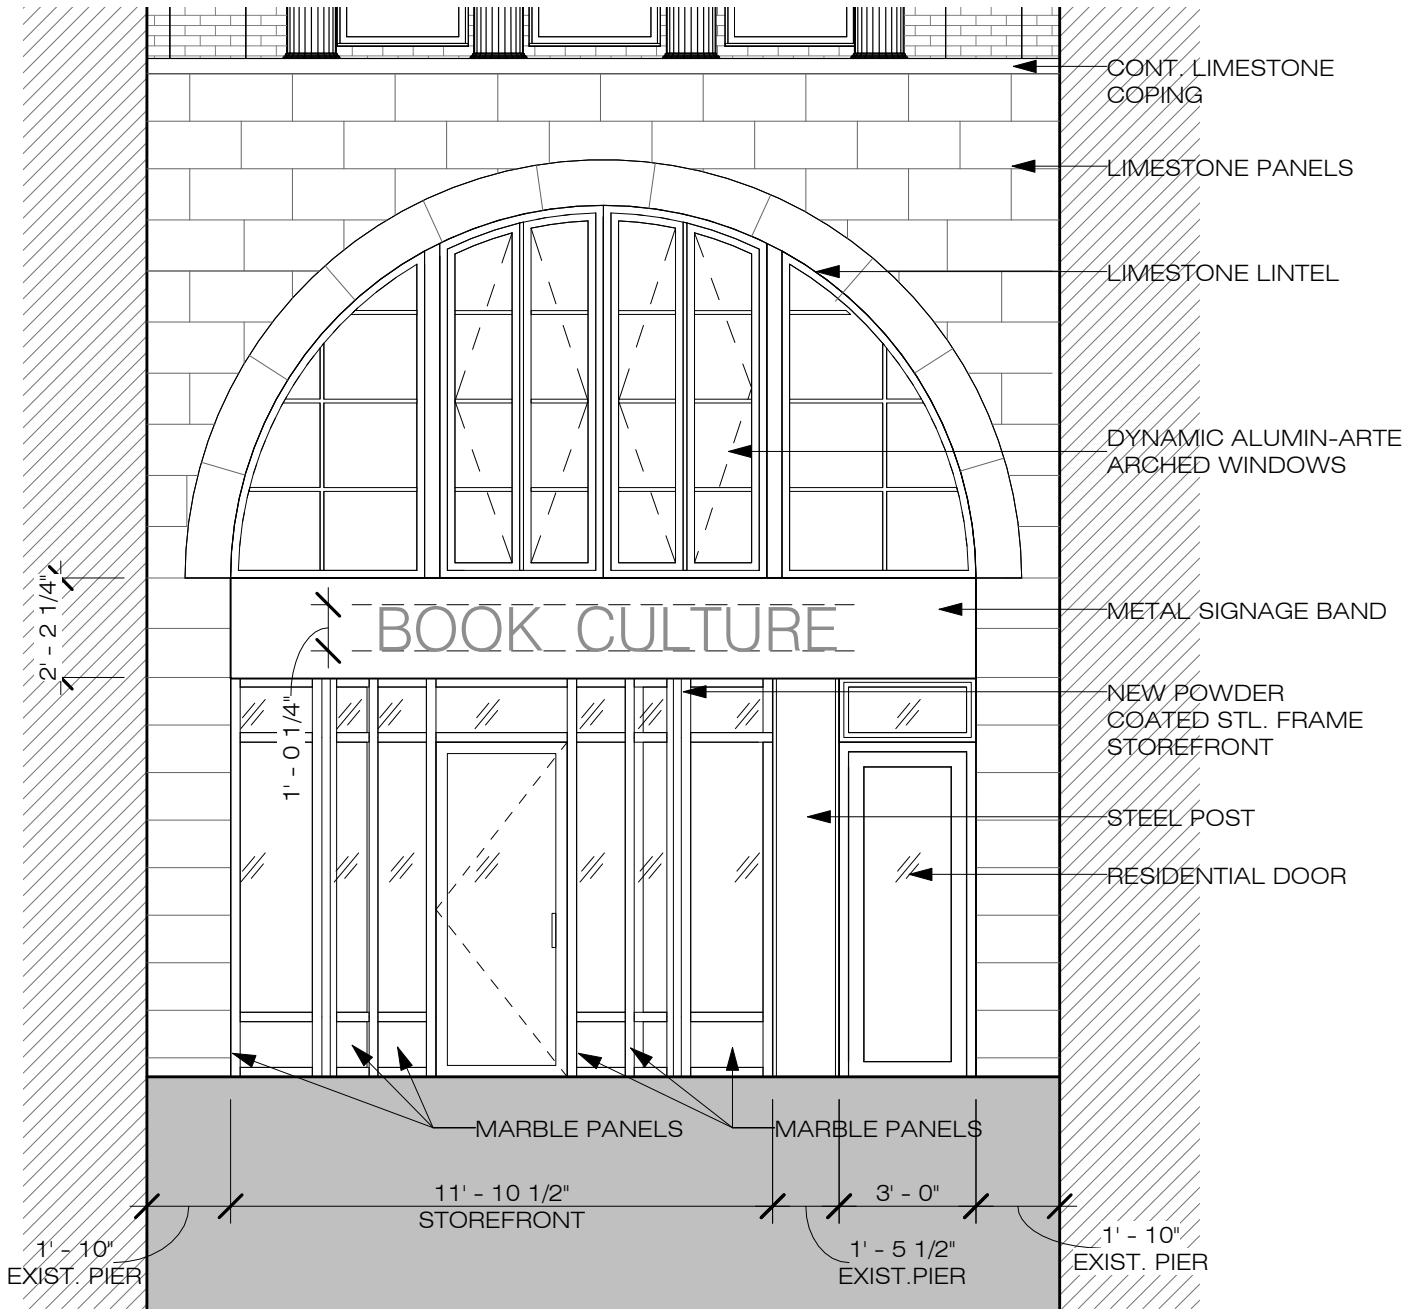 CONT. LIMESTONE
COPING
LIMESTONE PANELS
LIMESTONE LINTEL
DYNAMIC ALUMIN-ARTE
ARCHED WINDOWS
2' - 2 1/4"
BOOK CULTURE
METAL SIGNAGE BAND
1' - 0 1/4"
NEW POWDER
COATED STL. FRAME
STOREFRONT
STEEL POST
RESIDENTIAL DOOR
MARBLE PANELS
MARBLE PANELS
11' - 10 1/2"
STOREFRONT
3' - 0"
1' - 10"
EXIST. PIER
1' - 5 1/2"
EXIST.PIER
1' - 10"
EXIST. PIER